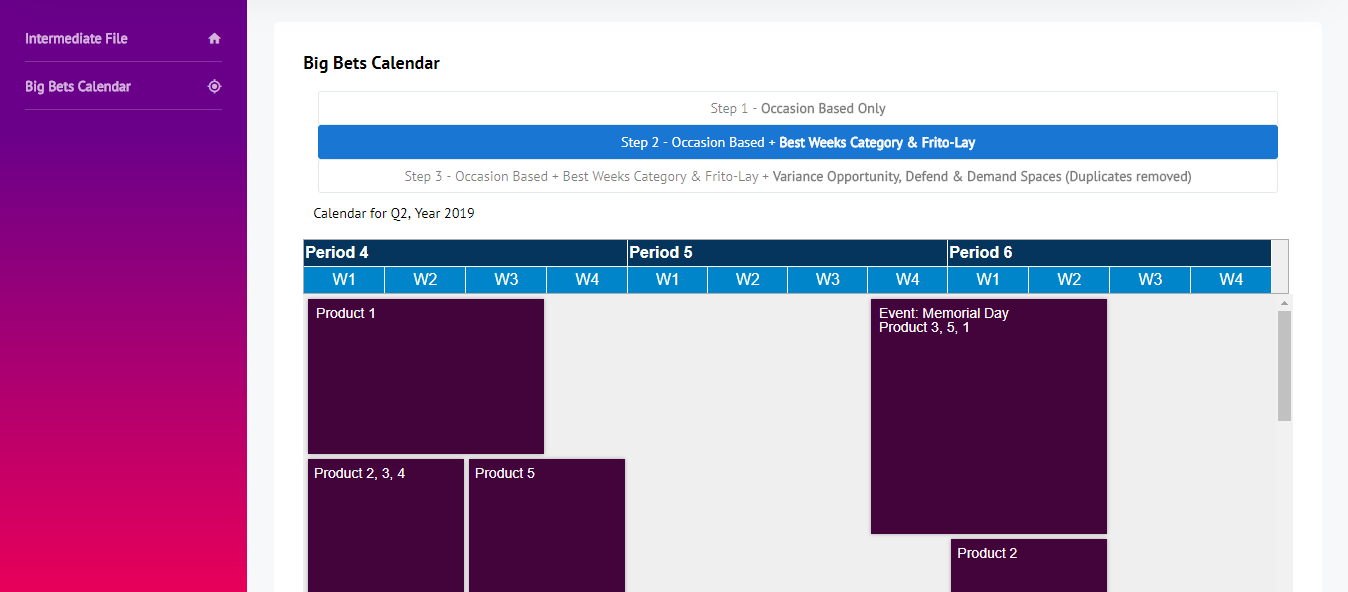 Intermediate File
Big Bets Calendar
Big Bets Calendar
Step 1 - Occasion Based Only
Step 2 - Occasion Based + Best Weeks Category & Frito-Lay
Step 3 - Occasion Based + Best Weeks Category & Frito-Lay + Variance Opportunity, Defend & Demand Spaces (Duplicates removed)
Calendar for Q2, Year 2019
Period 4 Period 5 Period 6
W1 W2 W3 W4 W1 W2 W3 W4 W1 W2 W3 W4
Product 1
Event: Memorial Day
Product 3, 5, 1
Product 2, 3, 4
Product 5
Product 2